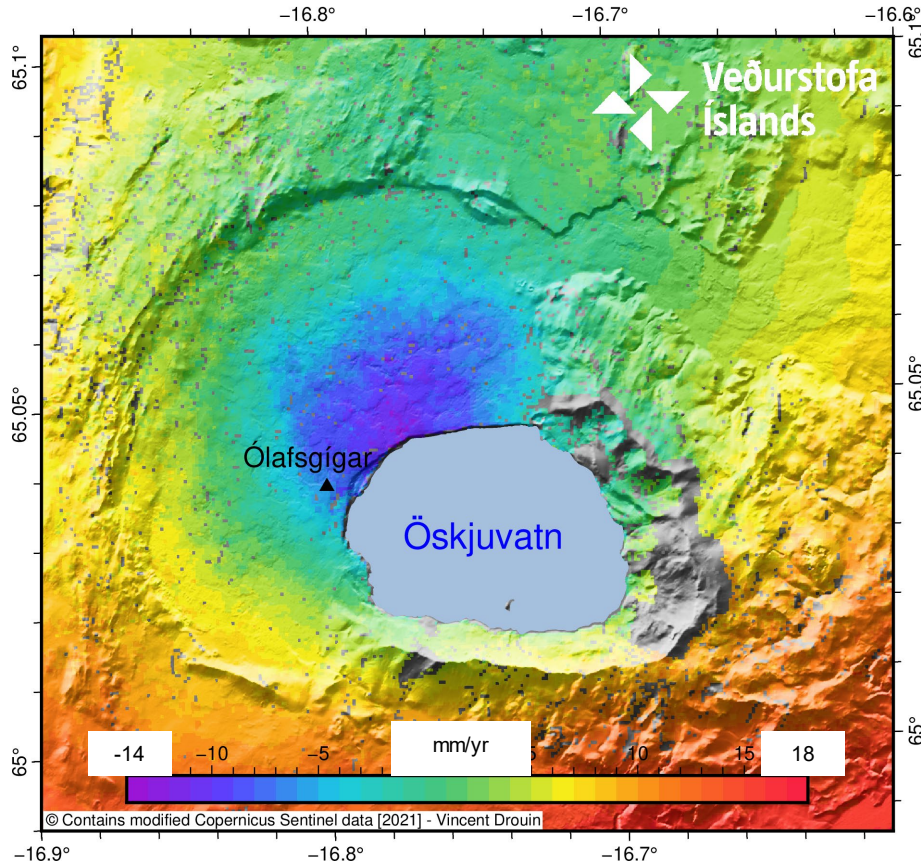 −16.8° −16.7° −16.6°
65.1° 65.1°
Veðurstofa
Íslands
65.05° 65.05°
Ólafsgígar
Öskjuvatn
65° 65°
-14 −10 −5 mm/yr 5 10 15 18
© Contains modified Copernicus Sentinel data [2021] - Vincent Drouin
−16.9° −16.8° −16.7°